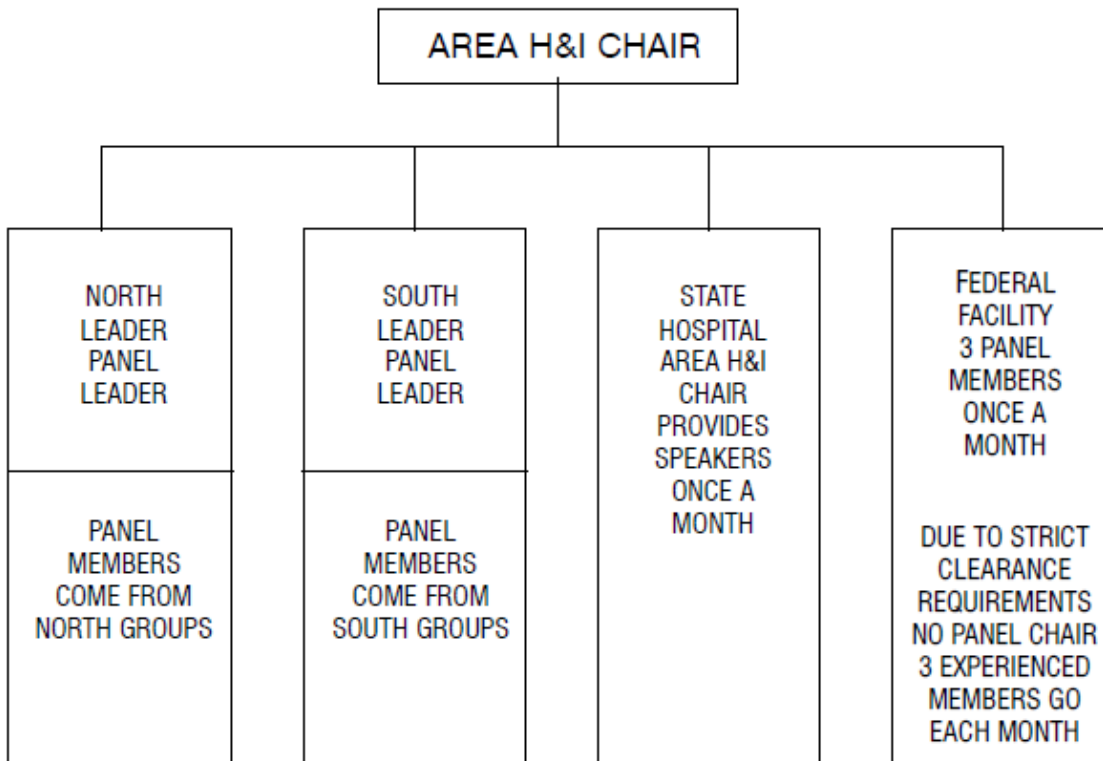 AREA H&I CHAIR
NORTH
LEADER
PANEL
LEADER
PANEL
MEMBERS
COME FROM
NORTH GROUPS
SOUTH
LEADER
PANEL
LEADER
PANEL
MEMBERS
COME FROM
SOUTH GROUPS
STATE
HOSPITAL
AREA H&I
CHAIR
PROVIDES
SPEAKERS
ONCE A
MONTH
FEDERAL
FACILITY
3 PANEL
MEMBERS
ONCE A
MONTH
DUE TO STRICT
CLEARANCE
REQUIREMENTS
NO PANEL CHAIR
3 EXPERIENCED
MEMBERS GO
EACH MONTH